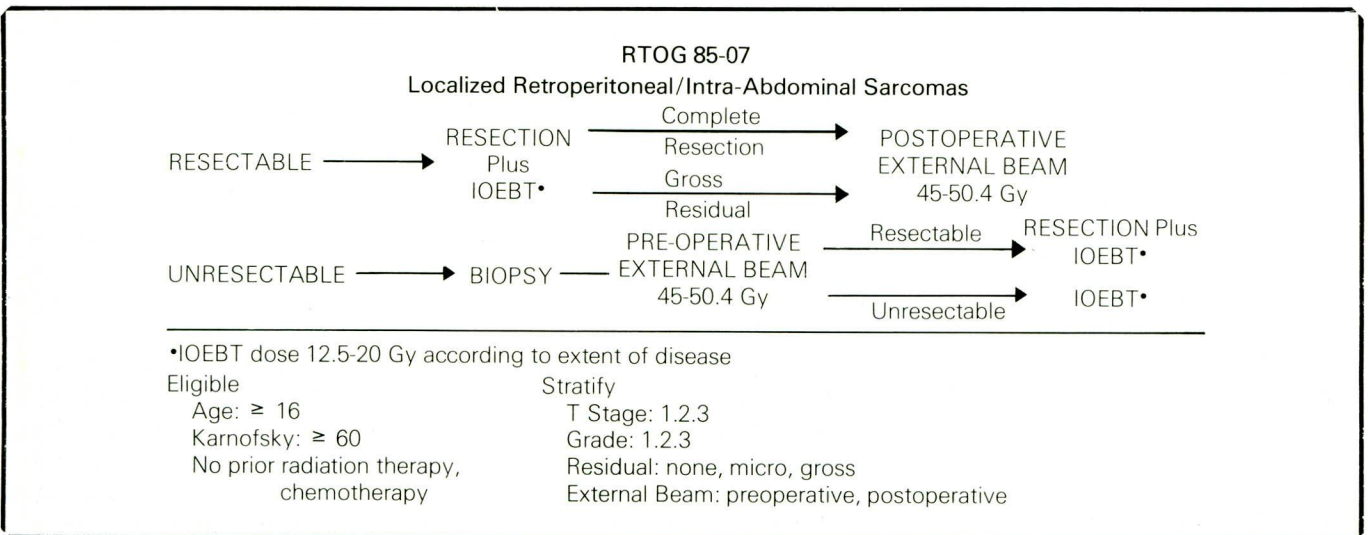 RTOG 85-07
Localized Retroperitoneal/Intra-Abdominal Sarcomas
RESECTABLE
RESECTION
Plus
IOEBT•
Complete
Resection
Gross
Residual
POSTOPERATIVE
EXTERNAL BEAM
45-50.4 Gy
UNRESECTABLE
BIOPSY
PRE-OPERATIVE
EXTERNAL BEAM
45-50.4 Gy
Resectable
RESECTION Plus
IOEBT•
Unresectable
IOEBT•
•IOEBT dose 12.5-20 Gy according to extent of disease
Eligible
Age: ≥ 16
Karnofsky: ≥ 60
No prior radiation therapy,
chemotherapy
Stratify
T Stage: 1.2.3
Grade: 1.2.3
Residual: none, micro, gross
External Beam: preoperative, postoperative